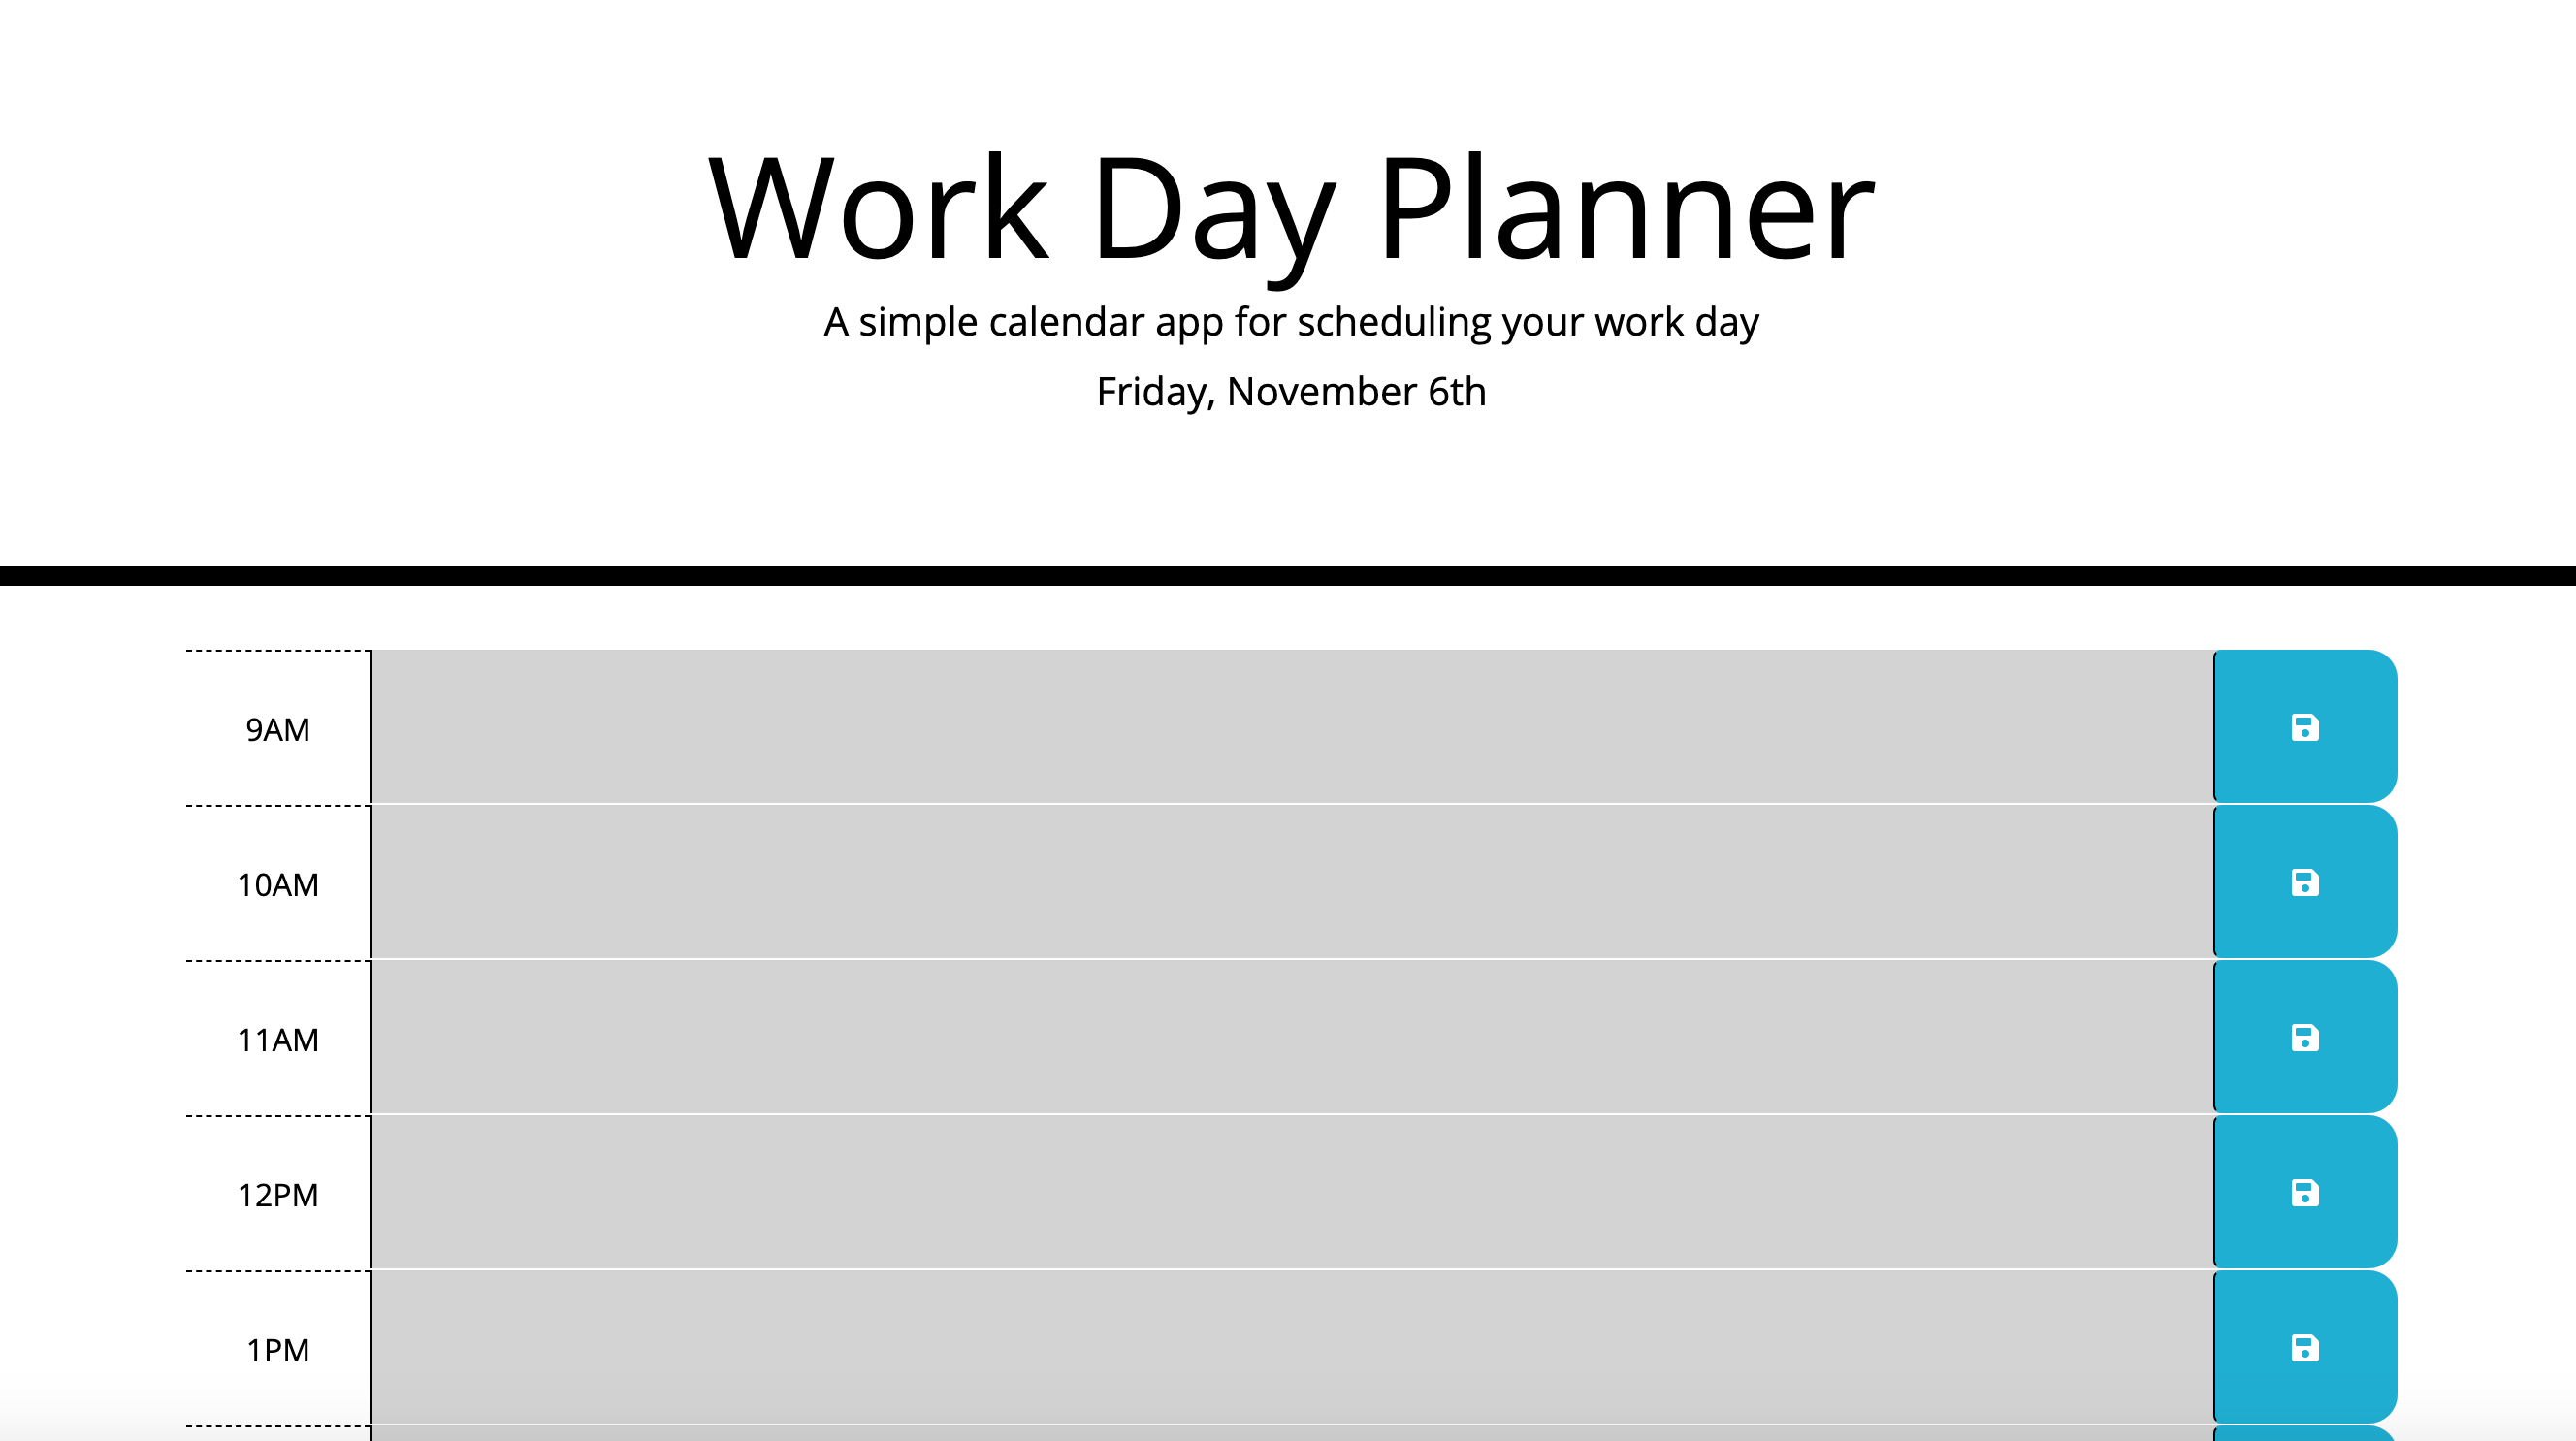 Work Day Planner
A simple calendar app for scheduling your work day
Friday, November 6th
9AM
10AM
11AM
12PM
1PM